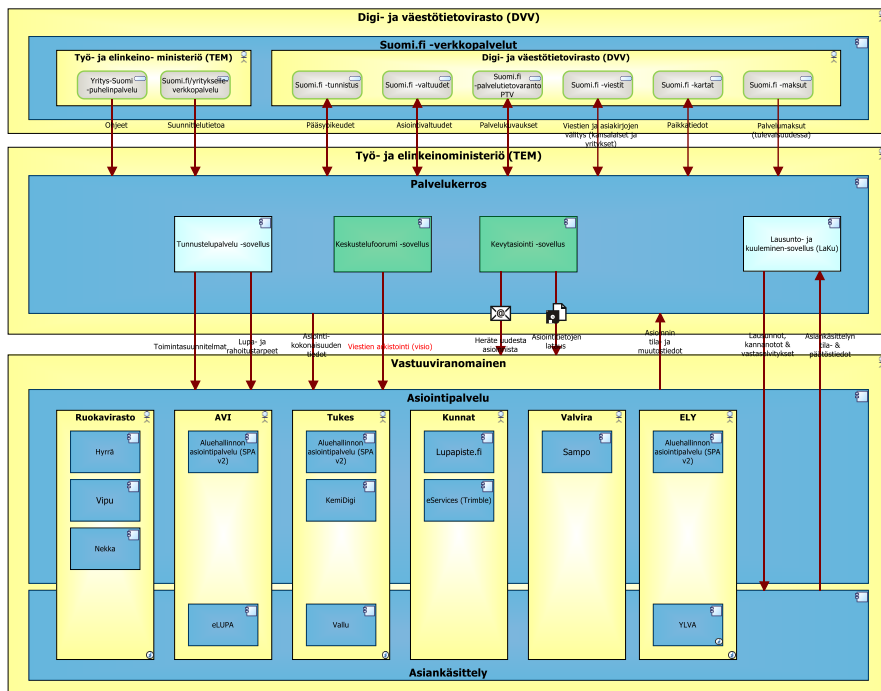 Digi- ja väestötietovirasto (DVV)
Suomi.fi -verkkopalvelut
Työ- ja elinkeino- ministeriö (TEM)
Digi- ja väestötietovirasto (DVV)
Yritys-Suomi
-puhelinpalvelu
Suomi.fi/yritykselle-
verkkopalvelu
Suomi.fi -tunnistus
Suomi.fi -valtuudet
Suomi.fi
-palvelutietovaranto
PTV
Suomi.fi -viestit
Suomi.fi -kartat
Suomi.fi -maksut
Ohjeet
Suunnittelutietoa
Pääsyoikeudet
Asiointivaltuudet
Palvelukuvaukset
Viestien ja asiakirjojen
välitys (kansalaiset ja
yritykset)
Paikkatiedot
Palvelumaksut
(tulevaisuudessa)
Työ- ja elinkeinoministeriö (TEM)
Palvelukerros
Tunnustelupalvelu -sovellus
Keskustelufoorumi -sovellus
Kevytasiointi -sovellus
Lausunto- ja
kuuleminen-sovellus (LaKu)
Toimintasuunnitelmat
Lupa- ja
rahoitustarpeet
Asiointi-
kokonaisuuden
tiedot
Viestien arkistointi (visio)
Heräte uudesta
asioinnista
Asiointitietojen
lataus
Asioinnin
tila- ja
muutostiedot
Lausunnot,
kannanotot &
vastaselvitykset
Asiankäsittelyn
tila- &
päätöstiedot
Vastuuviranomainen
Asiointipalvelu
Ruokavirasto
AVI
Tukes
Kunnat
Valvira
ELY
Hyrrä
Aluehallinnon
asiointipalvelu (SPA
v2)
Aluehallinnon
asiointipalvelu (SPA
v2)
Lupapiste.fi
Sampo
Aluehallinnon
asiointipalvelu (SPA
v2)
Vipu
KemiDigi
eServices (Trimble)
Nekka
eLUPA
Vallu
YLVA
Asiankäsittely